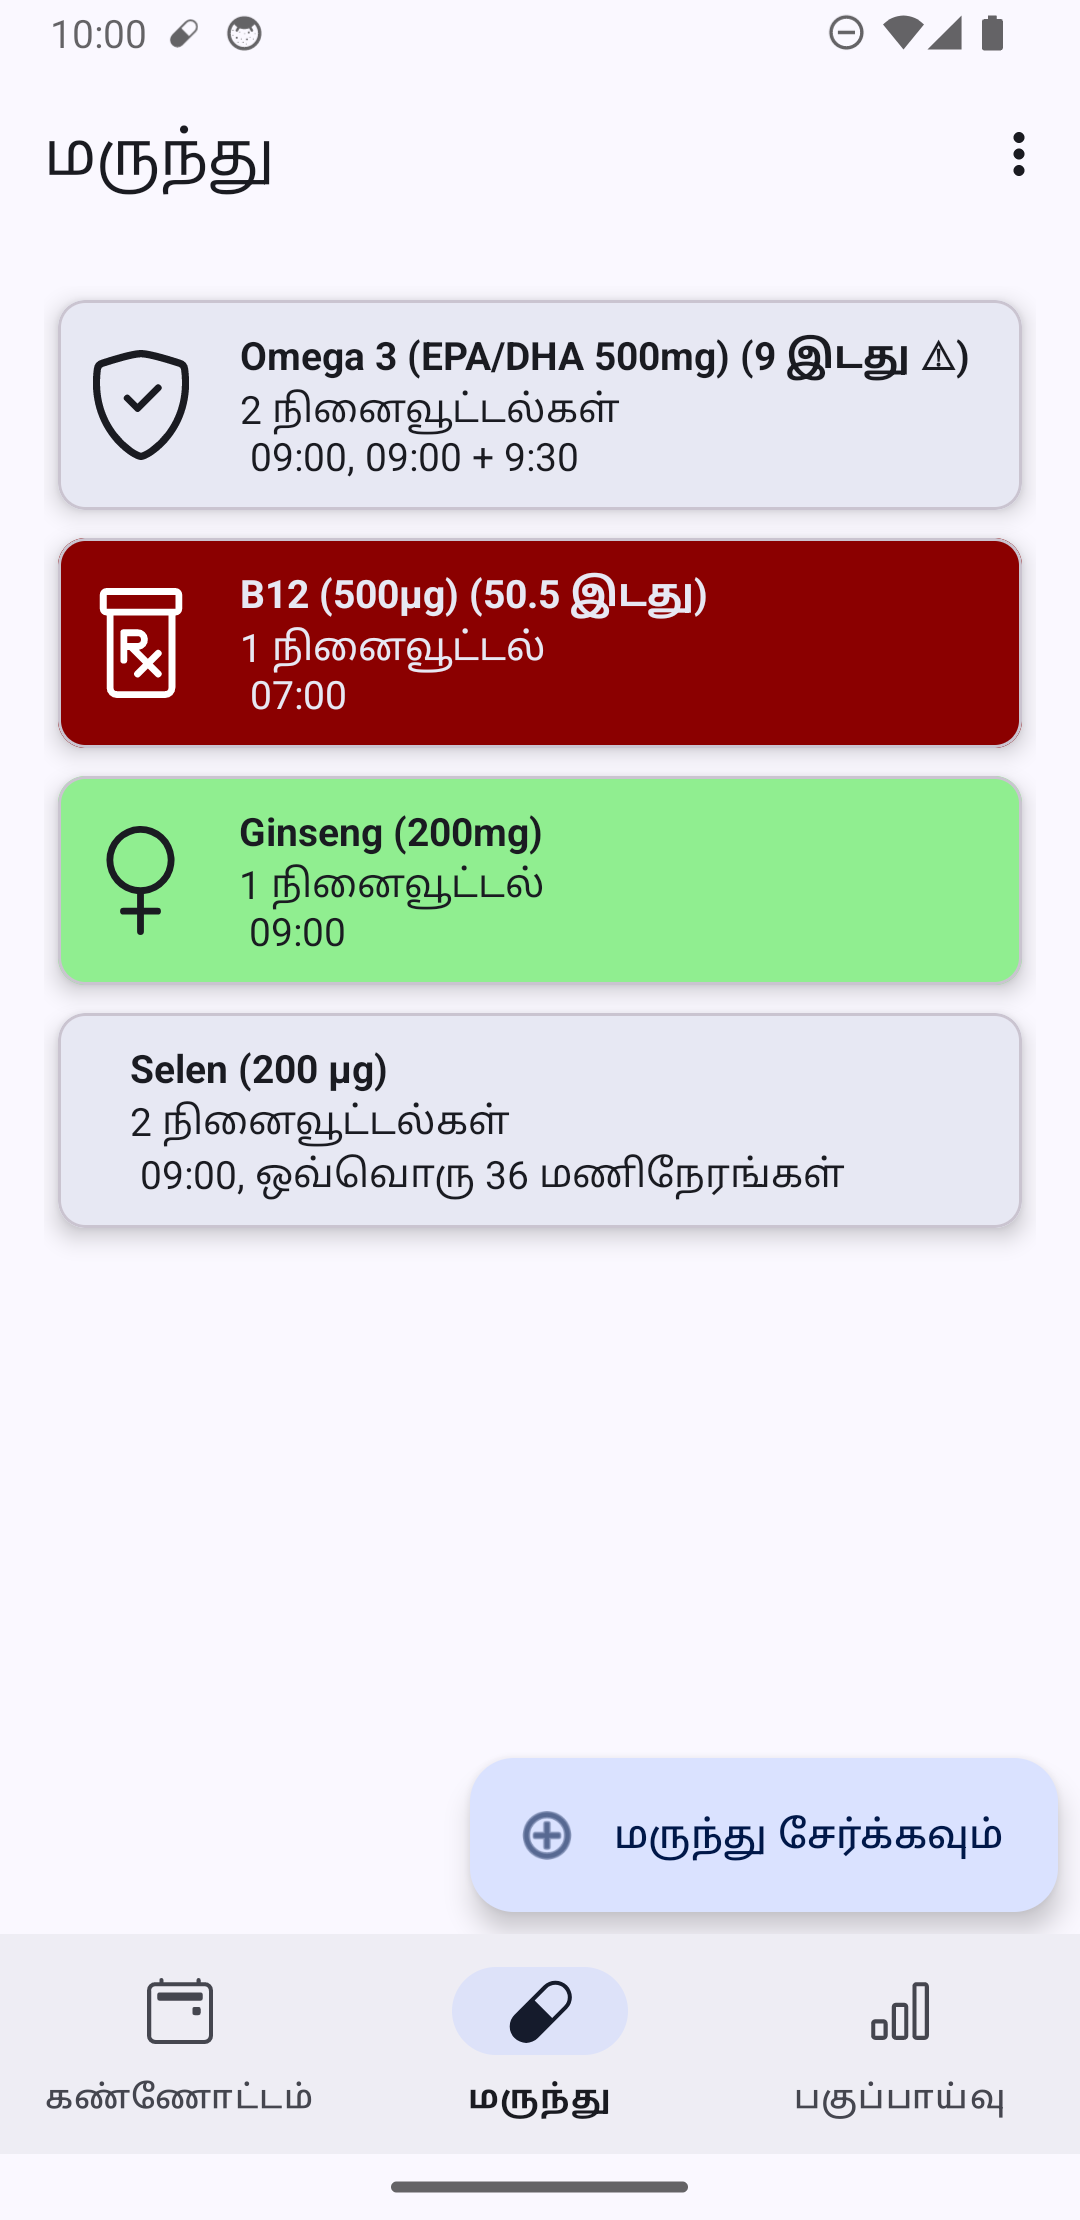 10:00
மருந்து
Omega 3 (EPA/DHA 500mg) (9 இடது ⚠)
2 நினைவூட்டல்கள்
09:00, 09:00 + 9:30
B12 (500µg) (50.5 இடது)
1 நினைவூட்டல்
07:00
Ginseng (200mg)
1 நினைவூட்டல்
09:00
Selen (200 µg)
2 நினைவூட்டல்கள்
09:00, ஒவ்வொரு 36 மணிநேரங்கள்
மருந்து சேர்க்கவும்
கண்ணோட்டம்
மருந்து
பகுப்பாய்வு